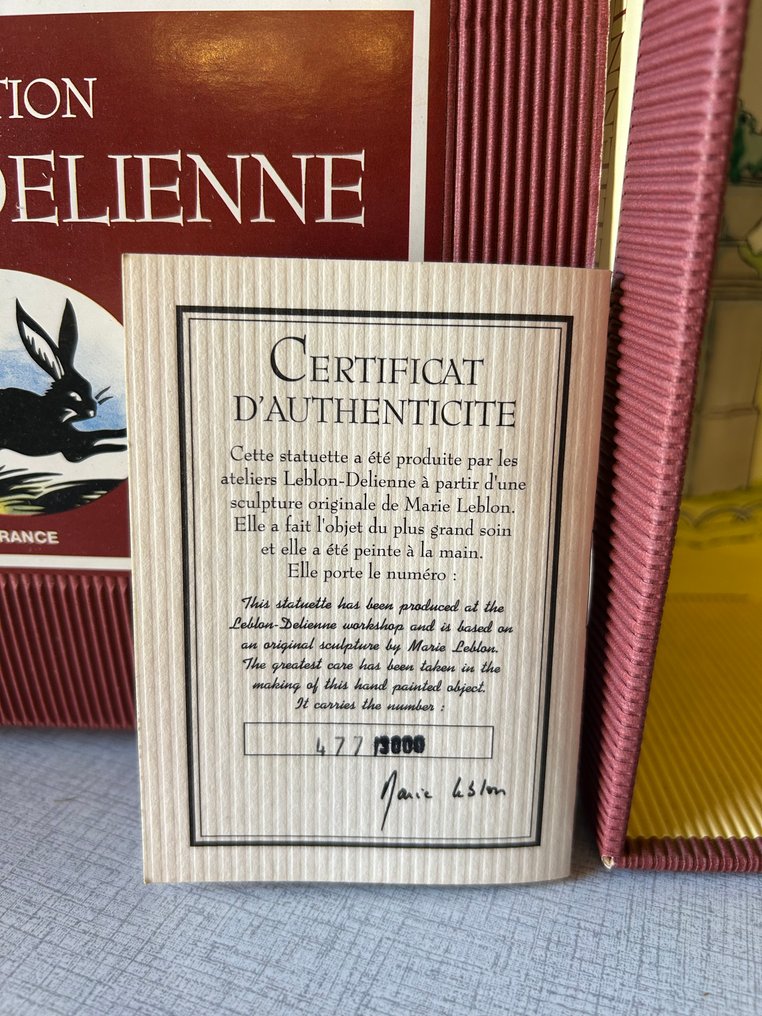 TION
DELIENNE
RANCE
CERTIFICAT
D'AUTHENTICITE
Cette statuette a été produite par les
ateliers Leblon-Delienne à partir d'une
sculpture originale de Marie Leblon.
Elle a fait l'objet du plus grand soin
et elle a été peinte à la main.
Elle porte le numéro :
This statuette has been produced at the
Leblon-Delienne workshop and is based on
an original sculpture by Marie Leblon.
The greatest care has been taken in the
making of this hand painted object.
It carries the number :
477 /3000
Marie Leblon